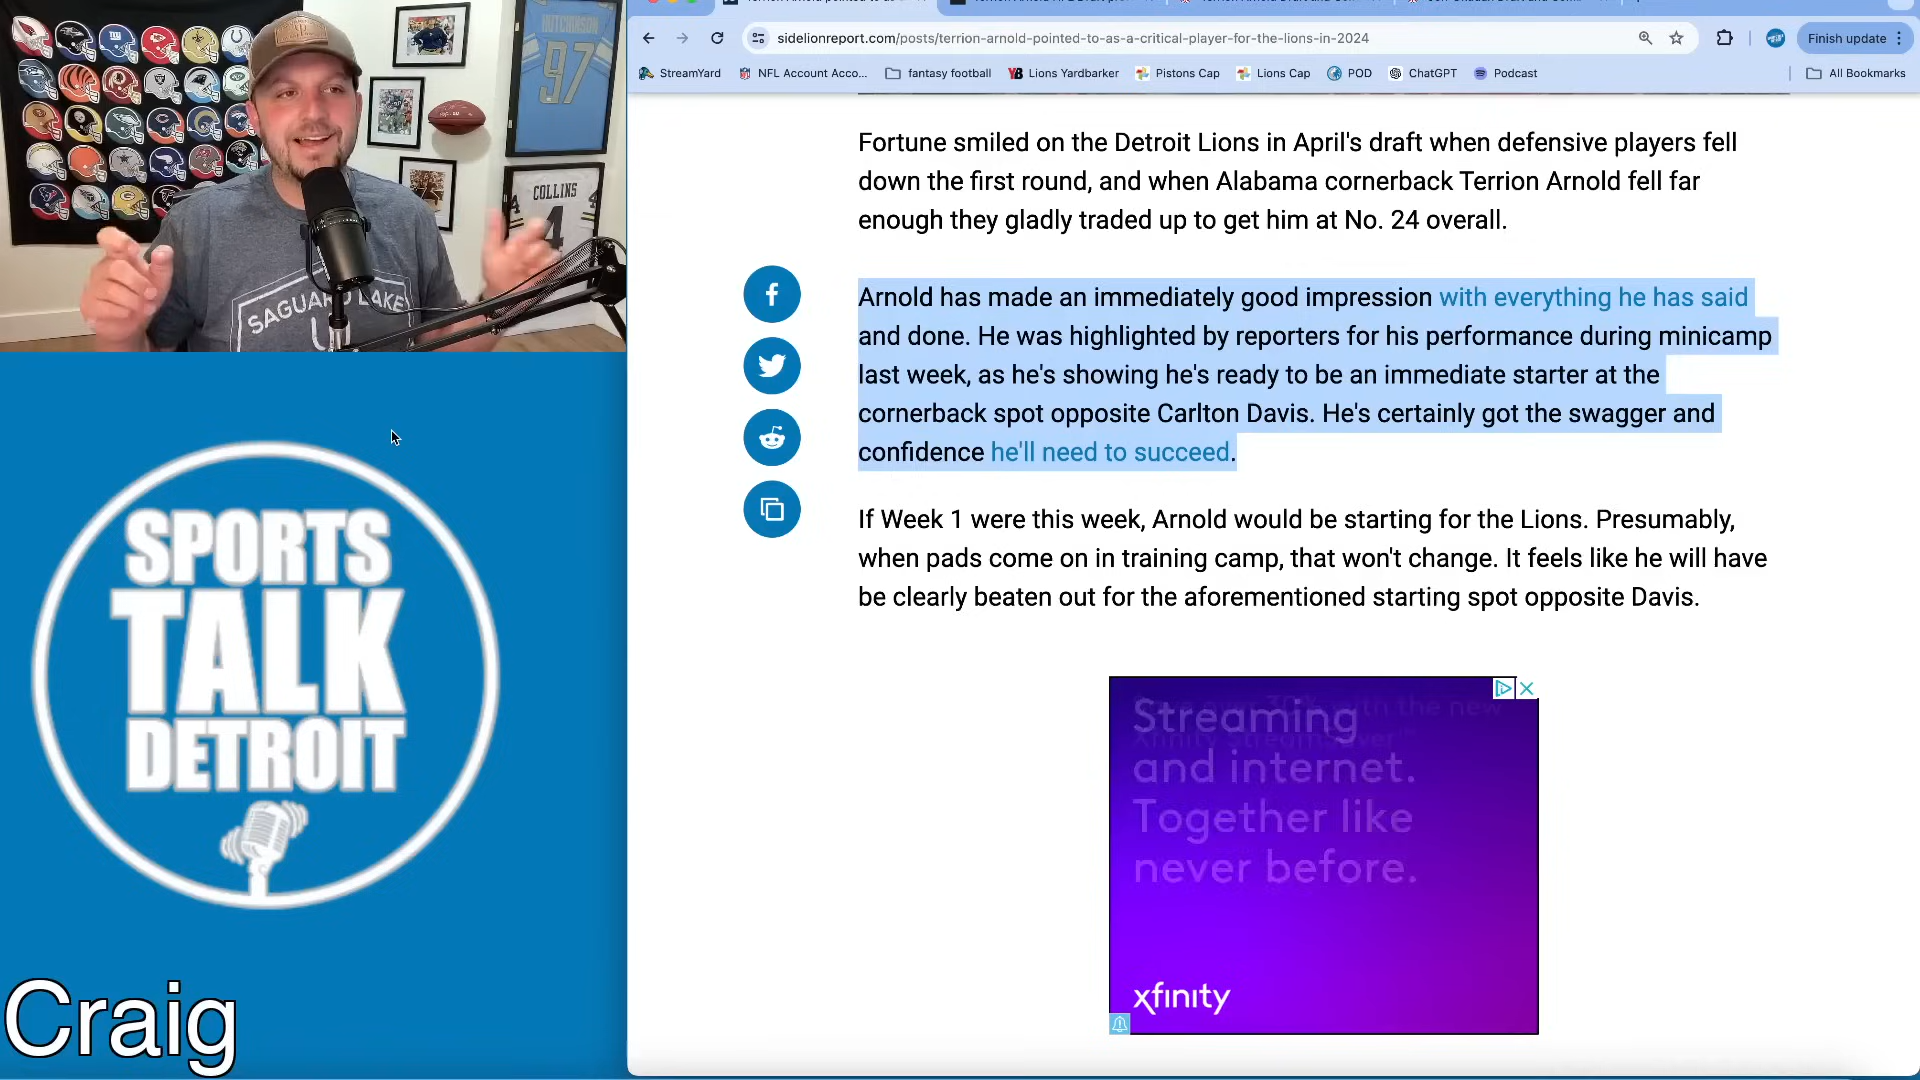 HUTCHINSON
97
COLLINS
4
SAGUARO LAKE
SPORTS
TALK
DETROIT
Craig
sidelionreport.com/posts/terrion-arnold-pointed-to-as-a-critical-player-for-the-lions-in-2024
Finish update
StreamYard
NFL Account Acco...
fantasy football
Lions Yardbarker
Pistons Cap
Lions Cap
POD
ChatGPT
Podcast
All Bookmarks
Fortune smiled on the Detroit Lions in April's draft when defensive players fell
down the first round, and when Alabama cornerback Terrion Arnold fell far
enough they gladly traded up to get him at No. 24 overall.
Arnold has made an immediately good impression with everything he has said
and done. He was highlighted by reporters for his performance during minicamp
last week, as he's showing he's ready to be an immediate starter at the
cornerback spot opposite Carlton Davis. He's certainly got the swagger and
confidence he'll need to succeed.
If Week 1 were this week, Arnold would be starting for the Lions. Presumably,
when pads come on in training camp, that won't change. It feels like he will have
be clearly beaten out for the aforementioned starting spot opposite Davis.
Streaming
and internet.
Together like
never before.
xfinity